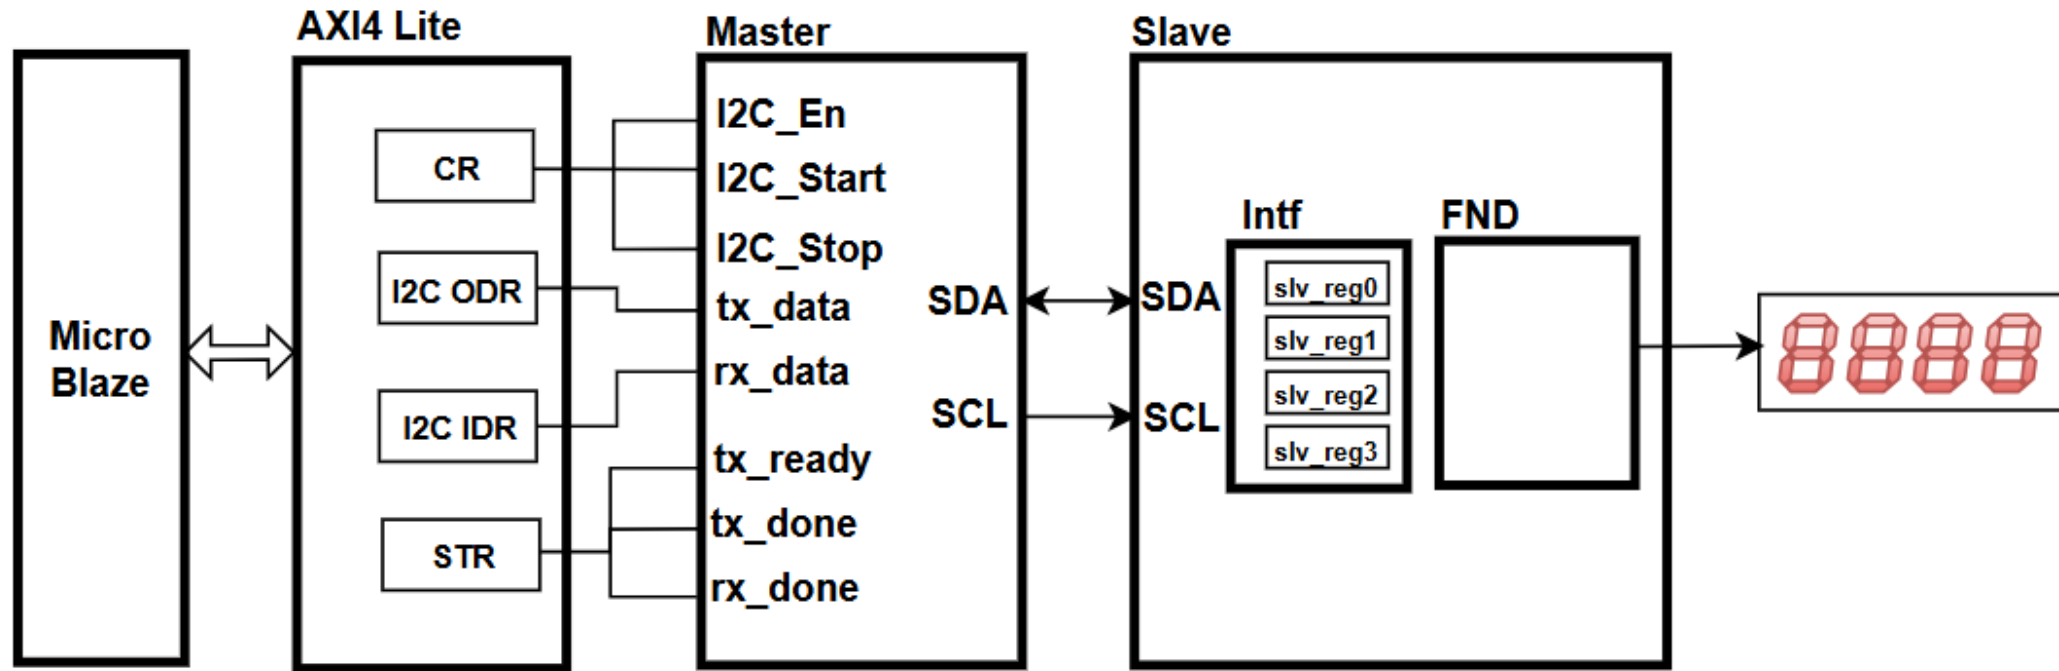 AXI4 Lite
Master
Slave
Micro
Blaze
CR
I2C ODR
I2C IDR
STR
I2C_En
I2C_Start
I2C_Stop
tx_data
rx_data
tx_ready
tx_done
rx_done
SDA
SCL
SDA
SCL
Intf
slv_reg0
slv_reg1
slv_reg2
slv_reg3
FND
8888